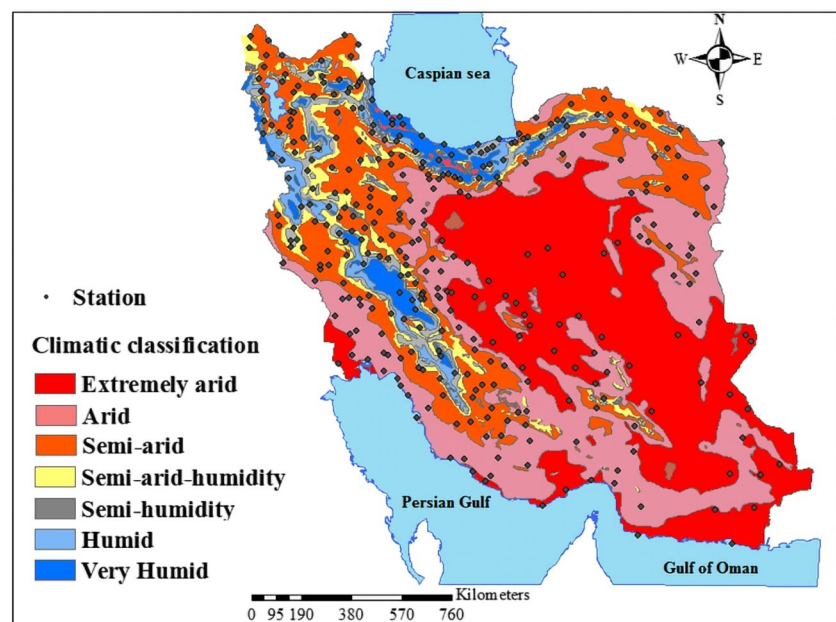 N
Caspian sea
W E
S
Station
Climatic classification
Extremely arid
Arid
Semi-arid
Semi-arid-humidity
Semi-humidity
Humid
Very Humid
Persian Gulf
Gulf of Oman
Kilometers
0 95 190 380 570 760